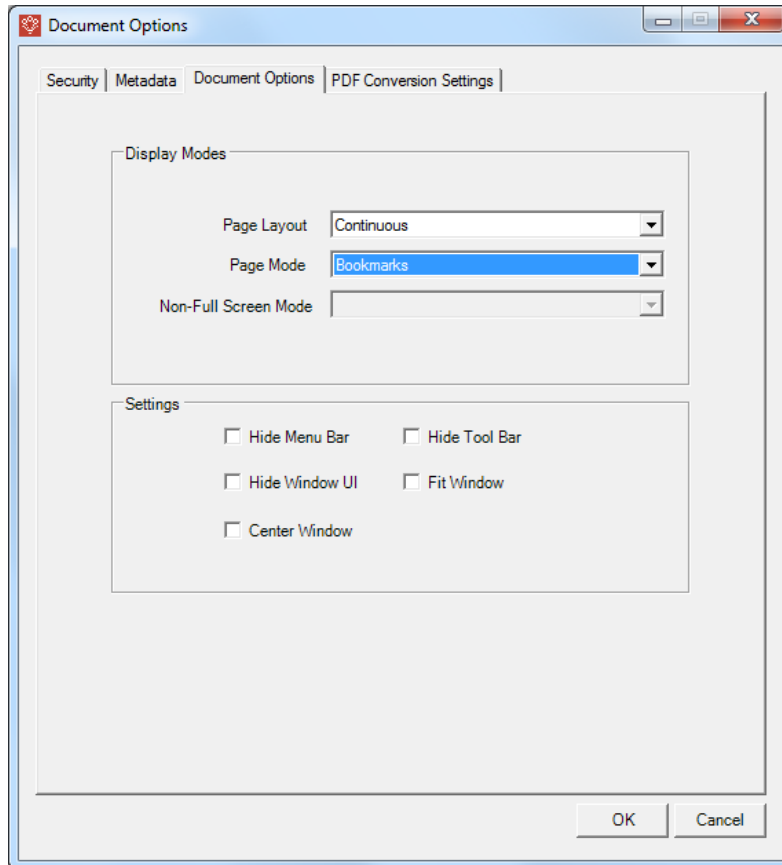 Document Options
Security Metadata Document Options PDF Conversion Settings
Display Modes
Page Layout Continuous
Page Mode Bookmarks
Non-Full Screen Mode
Settings
Hide Menu Bar Hide Tool Bar
Hide Window UI Fit Window
Center Window
OK Cancel